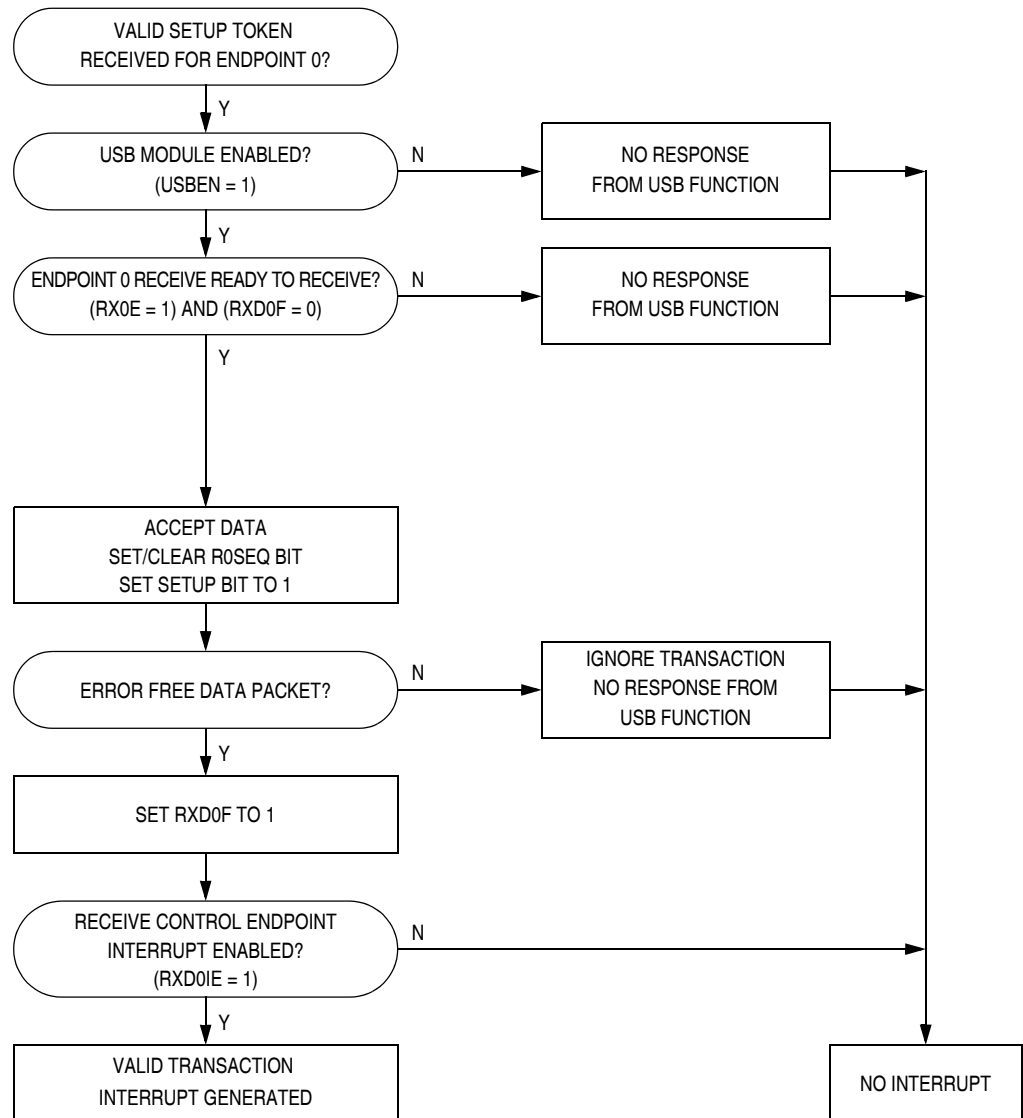 VALID SETUP TOKEN
RECEIVED FOR ENDPOINT 0?
Y
USB MODULE ENABLED?
(USBEN = 1)
N
NO RESPONSE
FROM USB FUNCTION
Y
ENDPOINT 0 RECEIVE READY TO RECEIVE?
(RX0E = 1) AND (RXD0F = 0)
N
NO RESPONSE
FROM USB FUNCTION
Y
ACCEPT DATA
SET/CLEAR R0SEQ BIT
SET SETUP BIT TO 1
ERROR FREE DATA PACKET?
N
IGNORE TRANSACTION
NO RESPONSE FROM
USB FUNCTION
Y
SET RXD0F TO 1
RECEIVE CONTROL ENDPOINT
INTERRUPT ENABLED?
(RXD0IE = 1)
N
Y
VALID TRANSACTION
INTERRUPT GENERATED
NO INTERRUPT